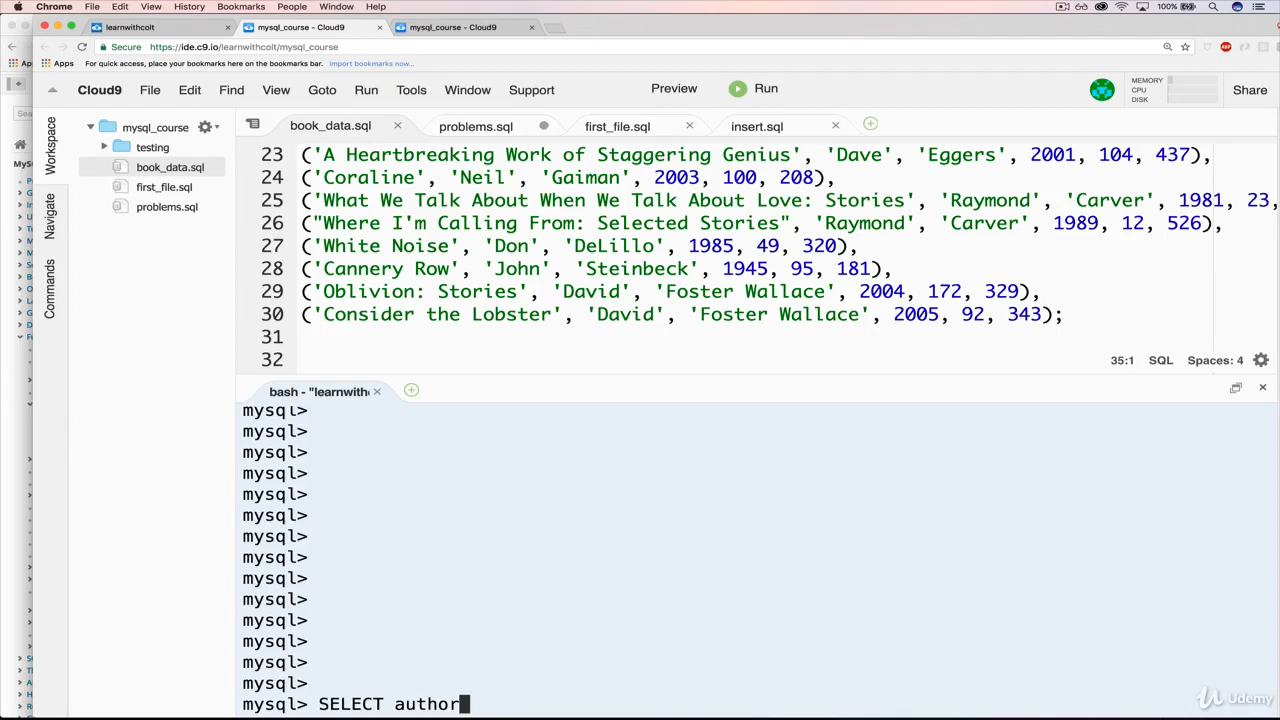 Chrome File Edit View History Bookmarks People Window Help 100%
learnwithcolt mysql_course - Cloud9 mysql_course - Cloud9
Secure https://ide.c9.io/learnwithcolt/mysql_course
Apps For quick access, place your bookmarks here on the bookmarks bar. Import bookmarks now...
Cloud9 File Edit Find View Goto Run Tools Window Support Preview Run MEMORY CPU DISK Share
Workspace
Navigate
Commands
mysql_course
testing
book_data.sql
first_file.sql
problems.sql
book_data.sql problems.sql first_file.sql insert.sql
23 ('A Heartbreaking Work of Staggering Genius', 'Dave', 'Eggers', 2001, 104, 437),
24 ('Coraline', 'Neil', 'Gaiman', 2003, 100, 208),
25 ('What We Talk About When We Talk About Love: Stories', 'Raymond', 'Carver', 1981, 23,
26 ("Where I'm Calling From: Selected Stories", 'Raymond', 'Carver', 1989, 12, 526),
27 ('White Noise', 'Don', 'DeLillo', 1985, 49, 320),
28 ('Cannery Row', 'John', 'Steinbeck', 1945, 95, 181),
29 ('Oblivion: Stories', 'David', 'Foster Wallace', 2004, 172, 329),
30 ('Consider the Lobster', 'David', 'Foster Wallace', 2005, 92, 343);
31
32
35:1 SQL Spaces: 4
bash - "learnwith
mysql>
mysql>
mysql>
mysql>
mysql>
mysql>
mysql>
mysql>
mysql>
mysql>
mysql>
mysql>
mysql>
mysql>
mysql> SELECT author
Udemy